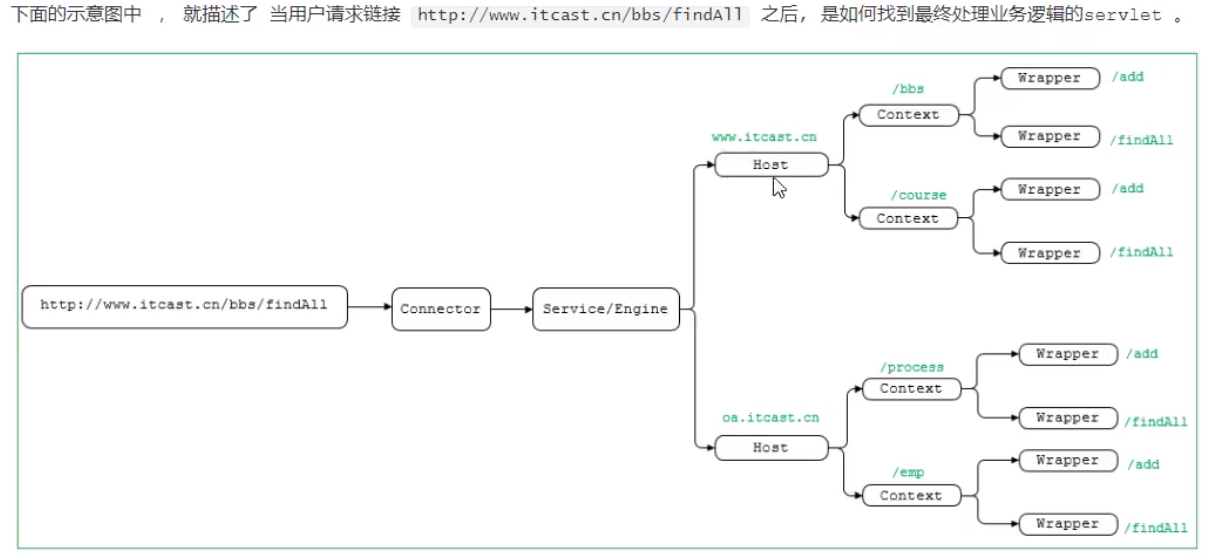 下面的示意图中 ， 就描述了 当用户请求链接 http://www.itcast.cn/bbs/findAll 之后，是如何找到最终处理业务逻辑的servlet 。
http://www.itcast.cn/bbs/findAll
Connector
Service/Engine
www.itcast.cn
Host
/bbs
Context
Wrapper
/add
Wrapper
/findAll
/course
Context
Wrapper
/add
Wrapper
/findAll
oa.itcast.cn
Host
/process
Context
Wrapper
/add
Wrapper
/findAll
/emp
Context
Wrapper
/add
Wrapper
/findAll